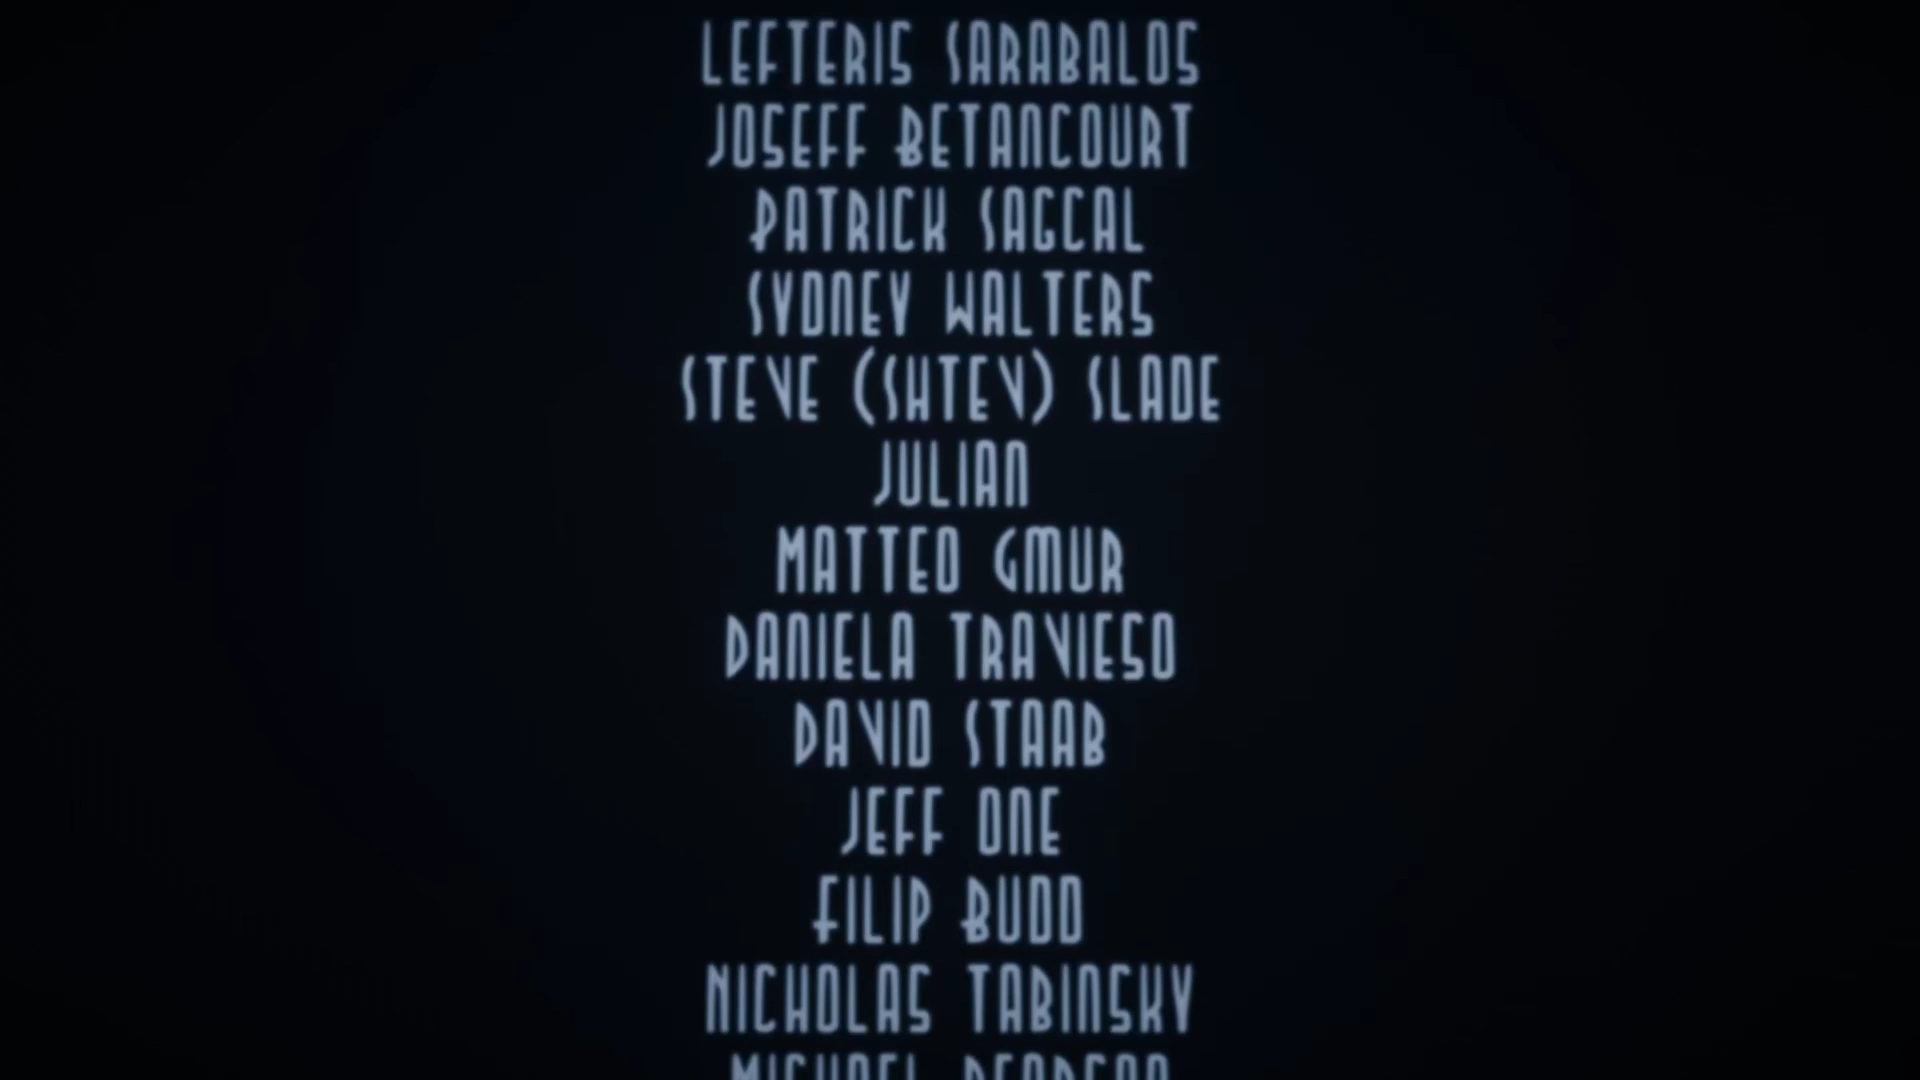 LEFTERIS SARABALOS
JOSEFF BETANCOURT
PATRICK SAGCAL
SYDNEY WALTERS
STEVE (SHTEV) SLADE
JULIAN
MATTEO GMUR
DANIELA TRAVIESO
DAVID STAAB
JEFF ONE
FILIP BUDD
NICHOLAS TABINSKY
MICHAEL